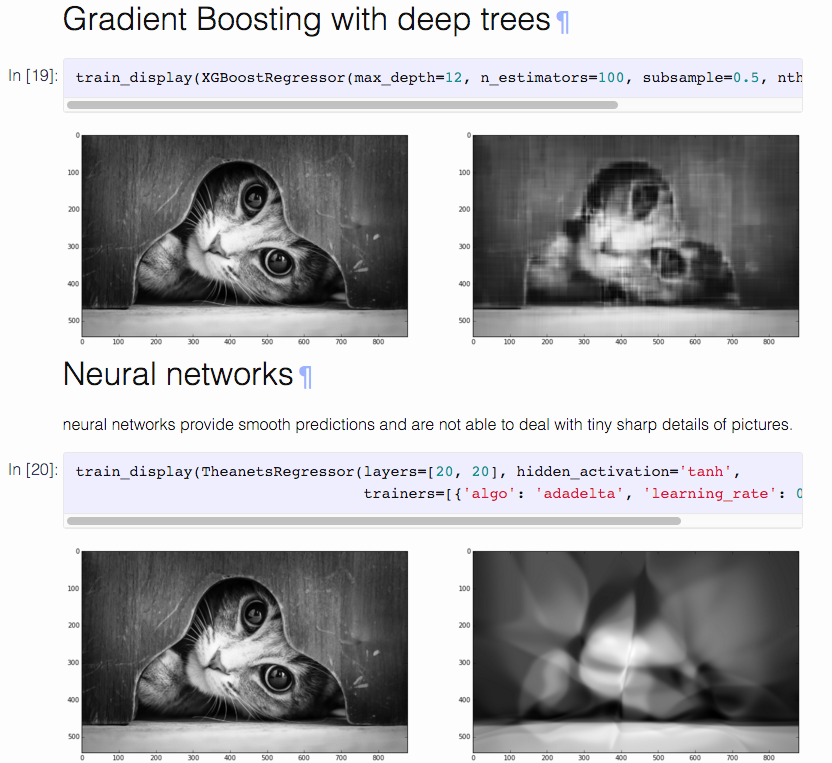 Gradient Boosting with deep trees¶
In [19]: train_display(XGBoostRegressor(max_depth=12, n_estimators=100, subsample=0.5, nth
0 0
100 100
200 200
300 300
400 400
500 500
0 100 200 300 400 500 600 700 800 0 100 200 300 400 500 600 700 800
Neural networks¶
neural networks provide smooth predictions and are not able to deal with tiny sharp details of pictures.
In [20]: train_display(TheanetsRegressor(layers=[20, 20], hidden_activation='tanh',
trainers=[{'algo': 'adadelta', 'learning_rate': 0
0 0
100 100
200 200
300 300
400 400
500 500
0 100 200 300 400 500 600 700 800 0 100 200 300 400 500 600 700 800